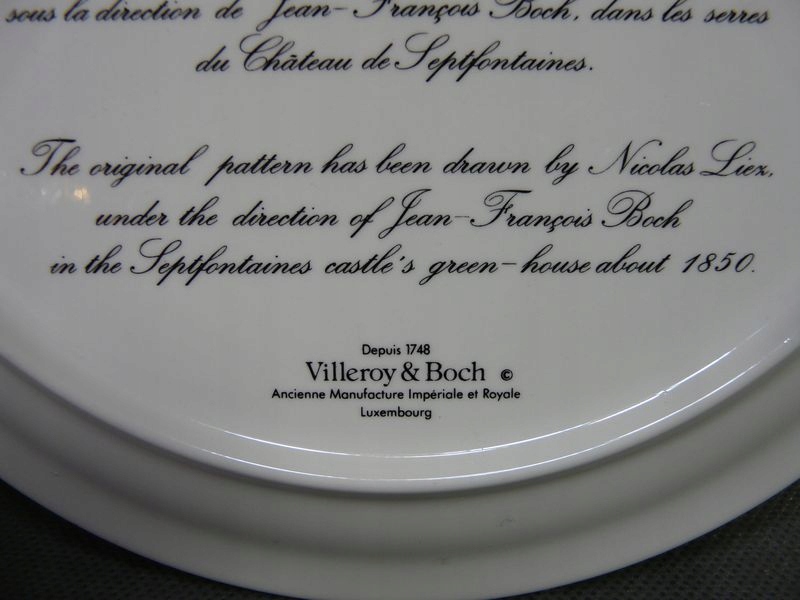 sous la direction de Jean-François Boch, dans les serres
du Château de Septfontaines.
The original pattern has been drawn by Nicolas Liez,
under the direction of Jean-François Boch
in the Septfontaines castle's green-house about 1850.
Depuis 1748
Villeroy & Boch ©
Ancienne Manufacture Impériale et Royale
Luxembourg